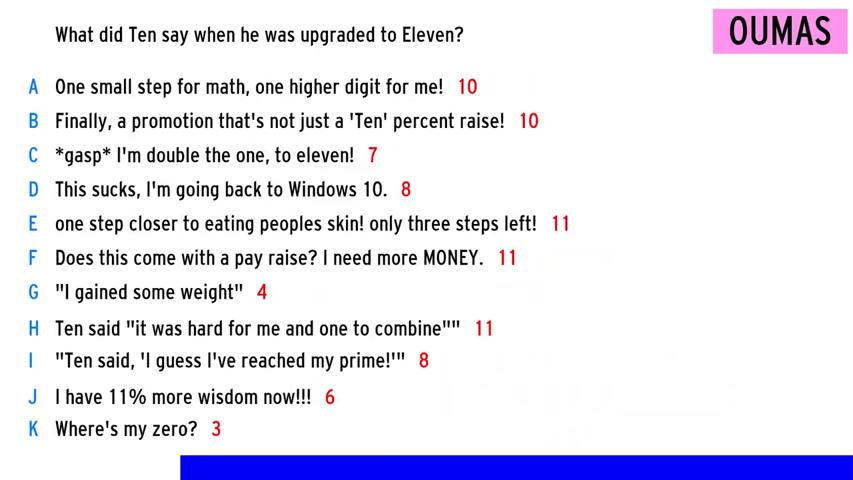 What did Ten say when he was upgraded to Eleven?
OUMAS
A One small step for math, one higher digit for me! 10
B Finally, a promotion that's not just a 'Ten' percent raise! 10
C *gasp* I'm double the one, to eleven! 7
D This sucks, I'm going back to Windows 10. 8
E one step closer to eating peoples skin! only three steps left! 11
F Does this come with a pay raise? I need more MONEY. 11
G "I gained some weight" 4
H Ten said "it was hard for me and one to combine"" 11
I "Ten said, 'I guess I've reached my prime!'" 8
J I have 11% more wisdom now!!! 6
K Where's my zero? 3